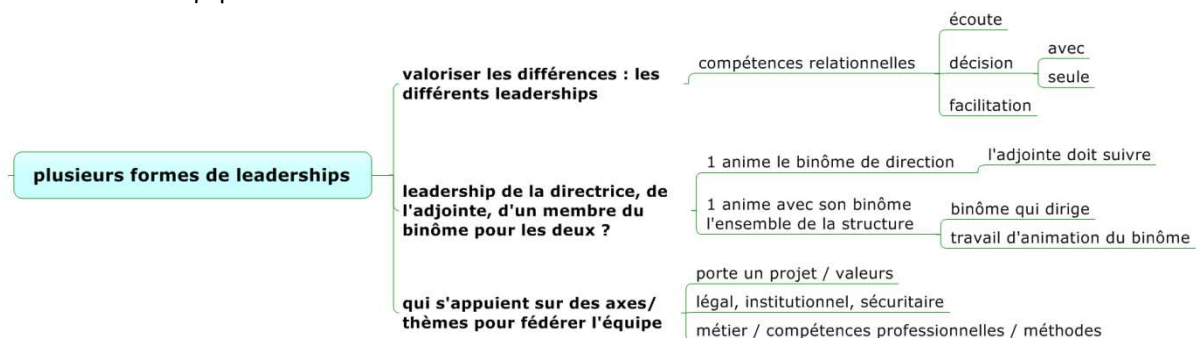 plusieurs formes de leaderships
valoriser les différences : les
différents leaderships
compétences relationnelles
écoute
décision
avec
seule
facilitation
leadership de la directrice, de
l'adjointe, d'un membre du
binôme pour les deux ?
1 anime le binôme de direction
l'adjointe doit suivre
1 anime avec son binôme
l'ensemble de la structure
binôme qui dirige
travail d'animation du binôme
qui s'appuient sur des axes/
thèmes pour fédérer l'équipe
porte un projet / valeurs
légal, institutionnel, sécuritaire
métier / compétences professionnelles / méthodes